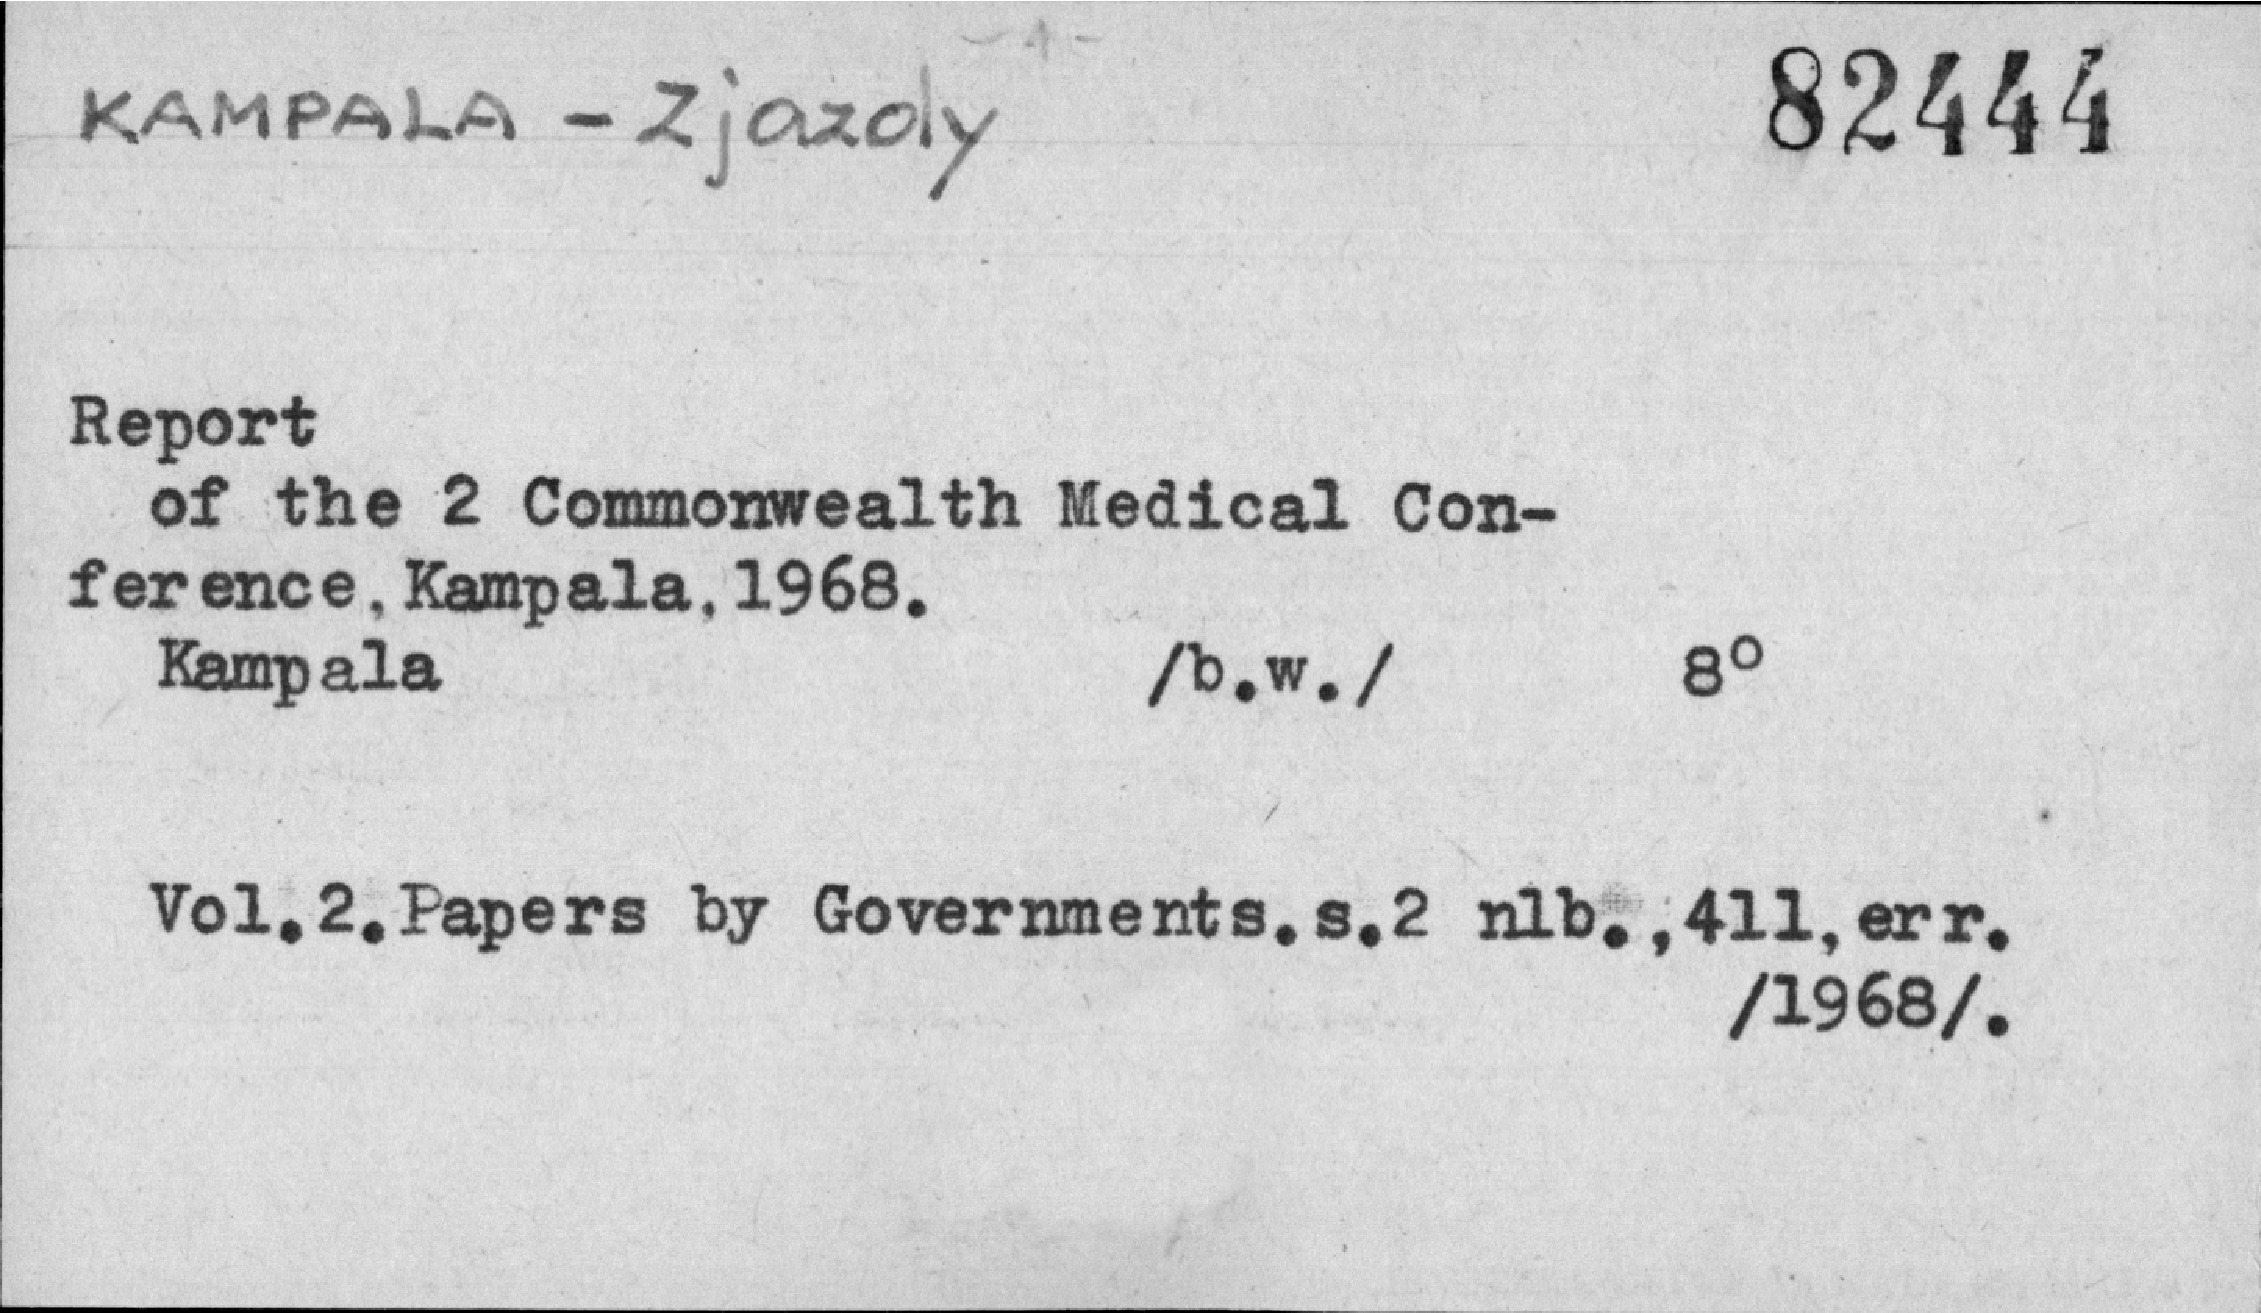 - 1 -
KAMPALA - Zjazdy 82444
Report
of the 2 Commonwealth Medical Con-
ference, Kampala, 1968.
Kampala /b.w./ 8°
Vol.2. Papers by Governments.s.2 nlb.,411,err.
/1968/.